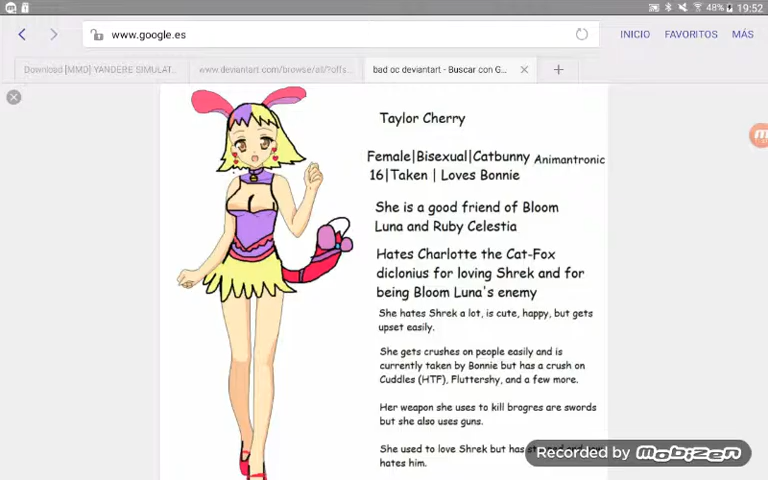 48% 19:52
www.google.es
INICIO FAVORITOS MÁS
Download [MMD] YANDERE SIMULAT...
www.deviantart.com/browse/all/?offs...
bad oc deviantart - Buscar con G...
Taylor Cherry
Female|Bisexual|Catbunny Animantronic
16|Taken | Loves Bonnie
She is a good friend of Bloom
Luna and Ruby Celestia
Hates Charlotte the Cat-Fox
diclonius for loving Shrek and for
being Bloom Luna's enemy
She hates Shrek a lot, is cute, happy, but gets
upset easily.
She gets crushes on people easily and is
currently taken by Bonnie but has a crush on
Cuddles (HTF), Fluttershy, and a few more.
Her weapon she uses to kill brogres are swords
but she also uses guns.
She used to love Shrek but has
hates him.
Recorded by MOBIZEN